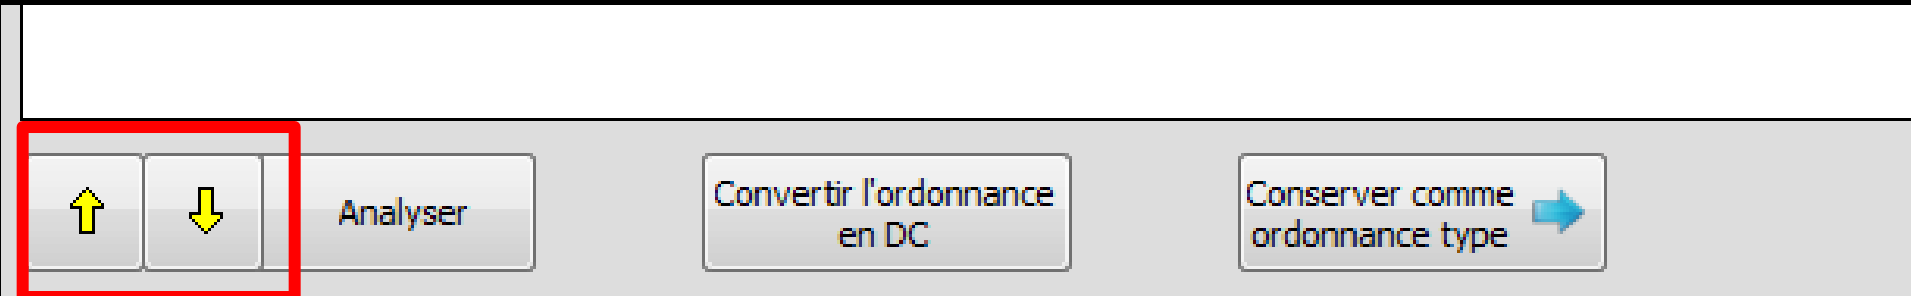 Analyser
Convertir l'ordonnance
en DC
Conserver comme
ordonnance type